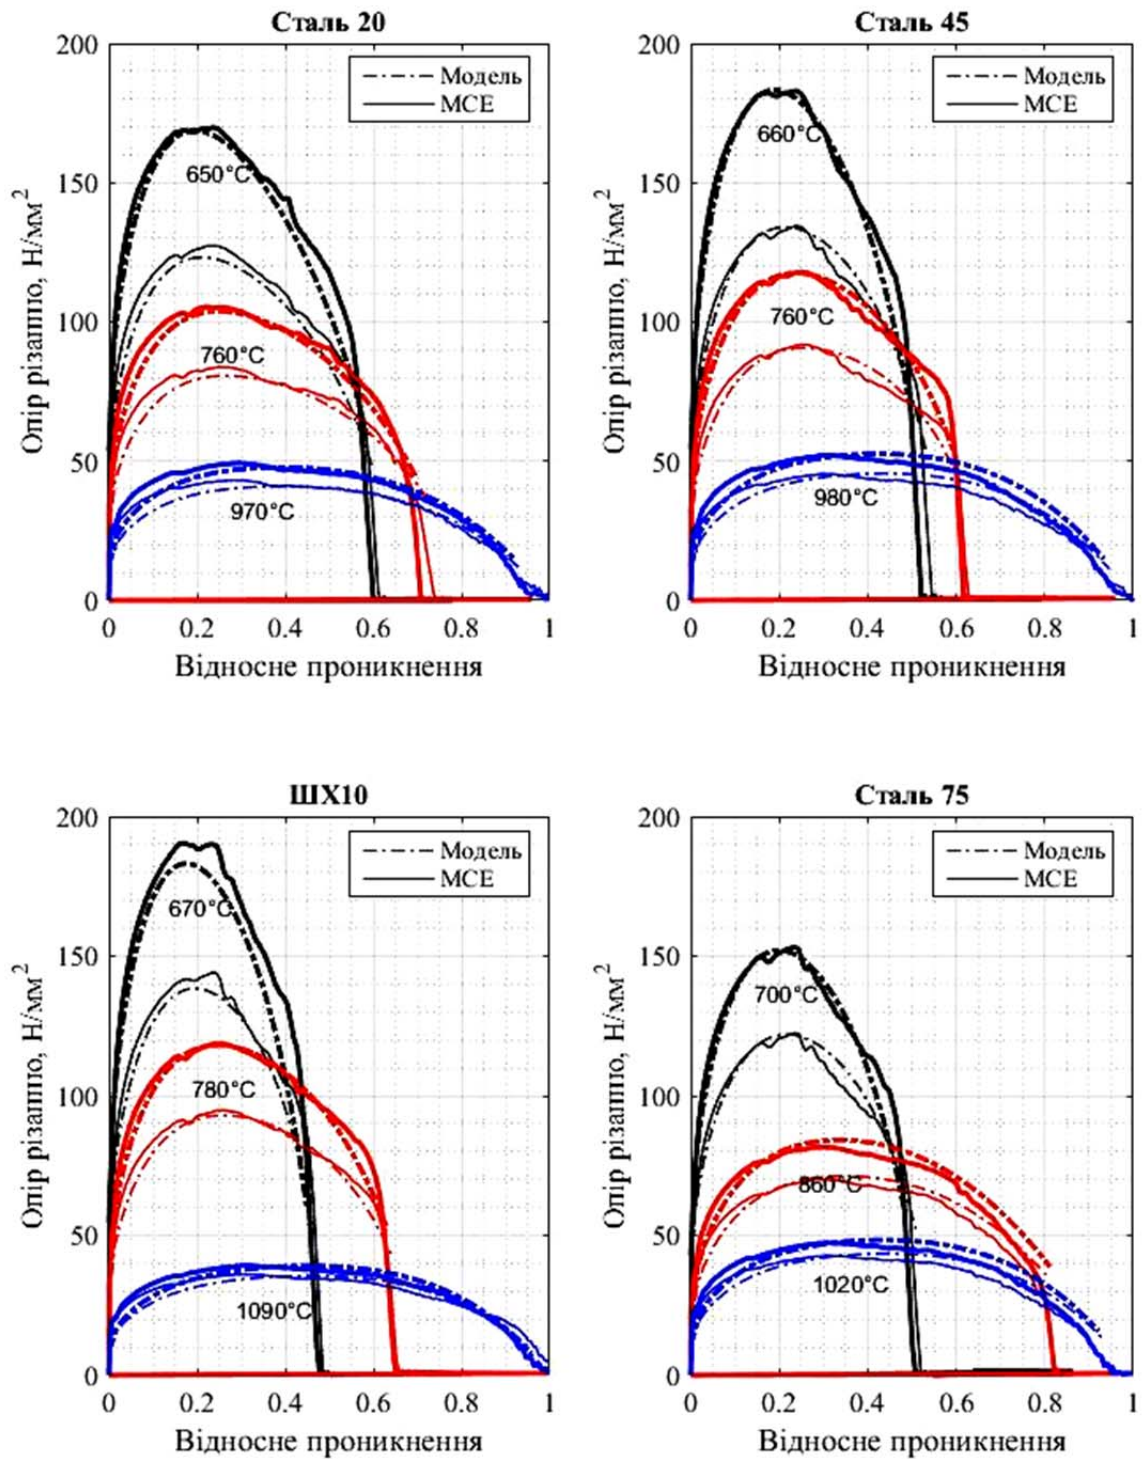 Сталь 20
200
150
100
50
0
Опір різанню, Н/мм²
Модель
МСЕ
650°C
760°C
970°C
0 0.2 0.4 0.6 0.8 1
Відносне проникнення
Сталь 45
200
150
100
50
0
Опір різанню, Н/мм²
Модель
МСЕ
660°C
760°C
980°C
0 0.2 0.4 0.6 0.8 1
Відносне проникнення
ШХ10
200
150
100
50
0
Опір різанню, Н/мм²
Модель
МСЕ
670°C
780°C
1090°C
0 0.2 0.4 0.6 0.8 1
Відносне проникнення
Сталь 75
200
150
100
50
0
Опір різанню, Н/мм²
Модель
МСЕ
700°C
860°C
1020°C
0 0.2 0.4 0.6 0.8 1
Відносне проникнення